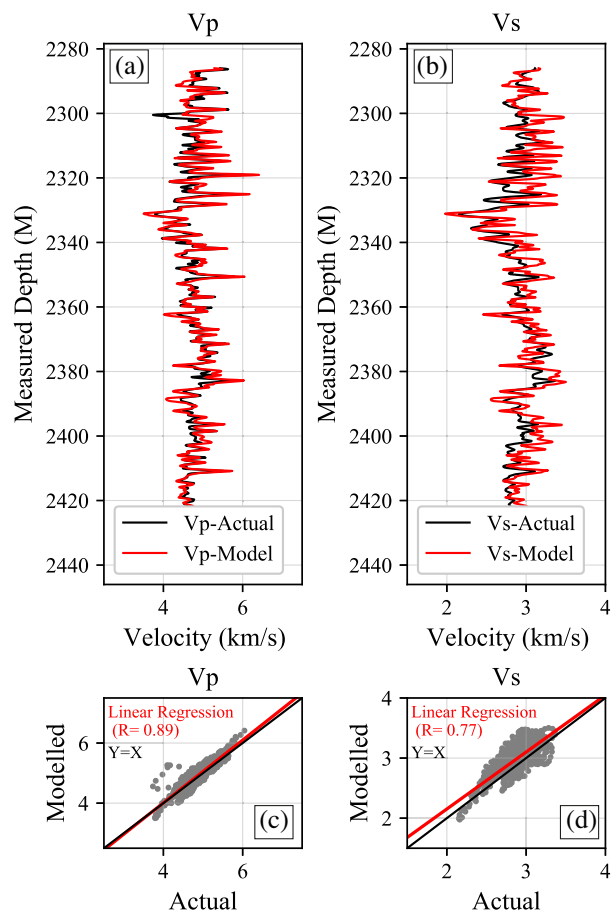 Vp
(a)
2280
2300
2320
2340
2360
2380
2400
2420
2440
Measured Depth (M)
Vp-Actual
Vp-Model
4 6
Velocity (km/s)
Vs
(b)
2280
2300
2320
2340
2360
2380
2400
2420
2440
Measured Depth (M)
Vs-Actual
Vs-Model
2 3 4
Velocity (km/s)
Vp
Linear Regression
(R= 0.89)
Y=X
6
4
Modelled
(c)
4 6
Actual
Vs
Linear Regression
(R= 0.77)
Y=X
4
3
2
Modelled
(d)
2 3 4
Actual